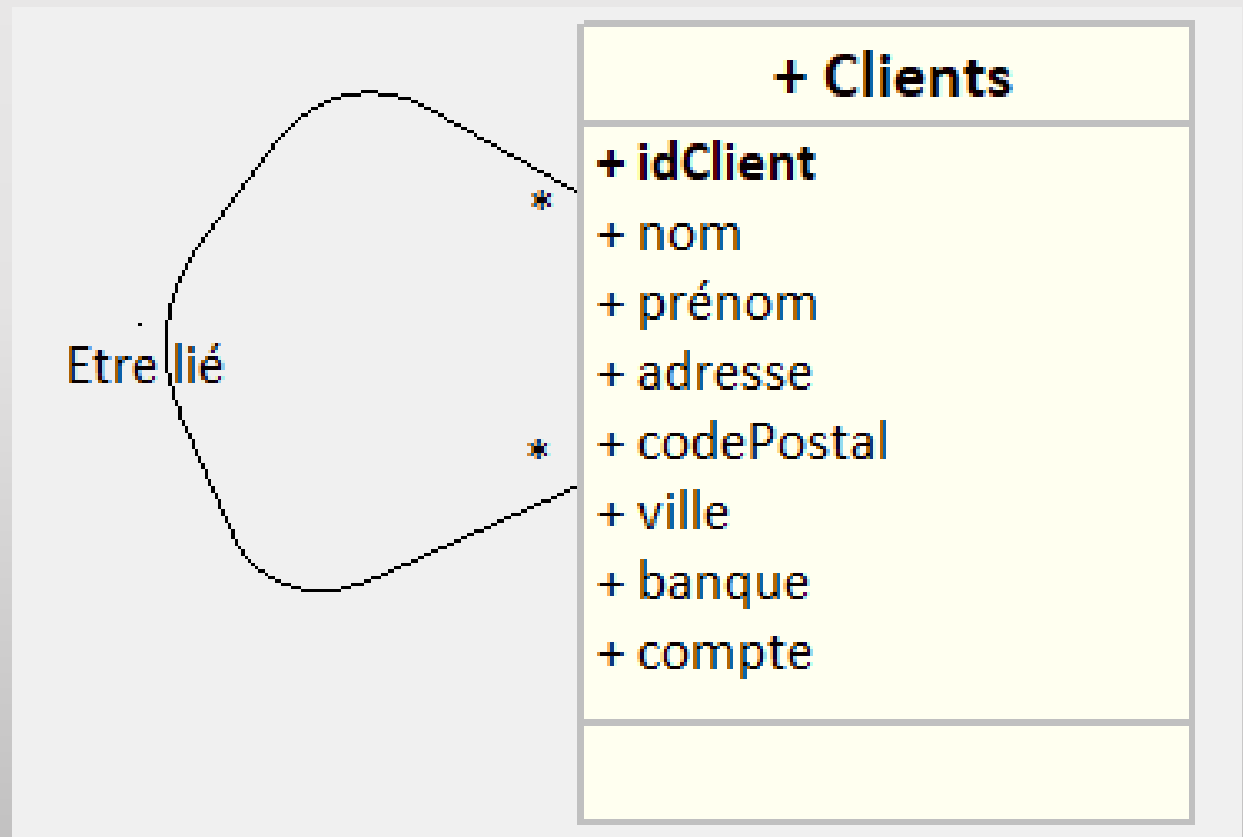 + Clients
+ idClient
+ nom
+ prénom
+ adresse
+ codePostal
+ ville
+ banque
+ compte
*
Etre lié
*